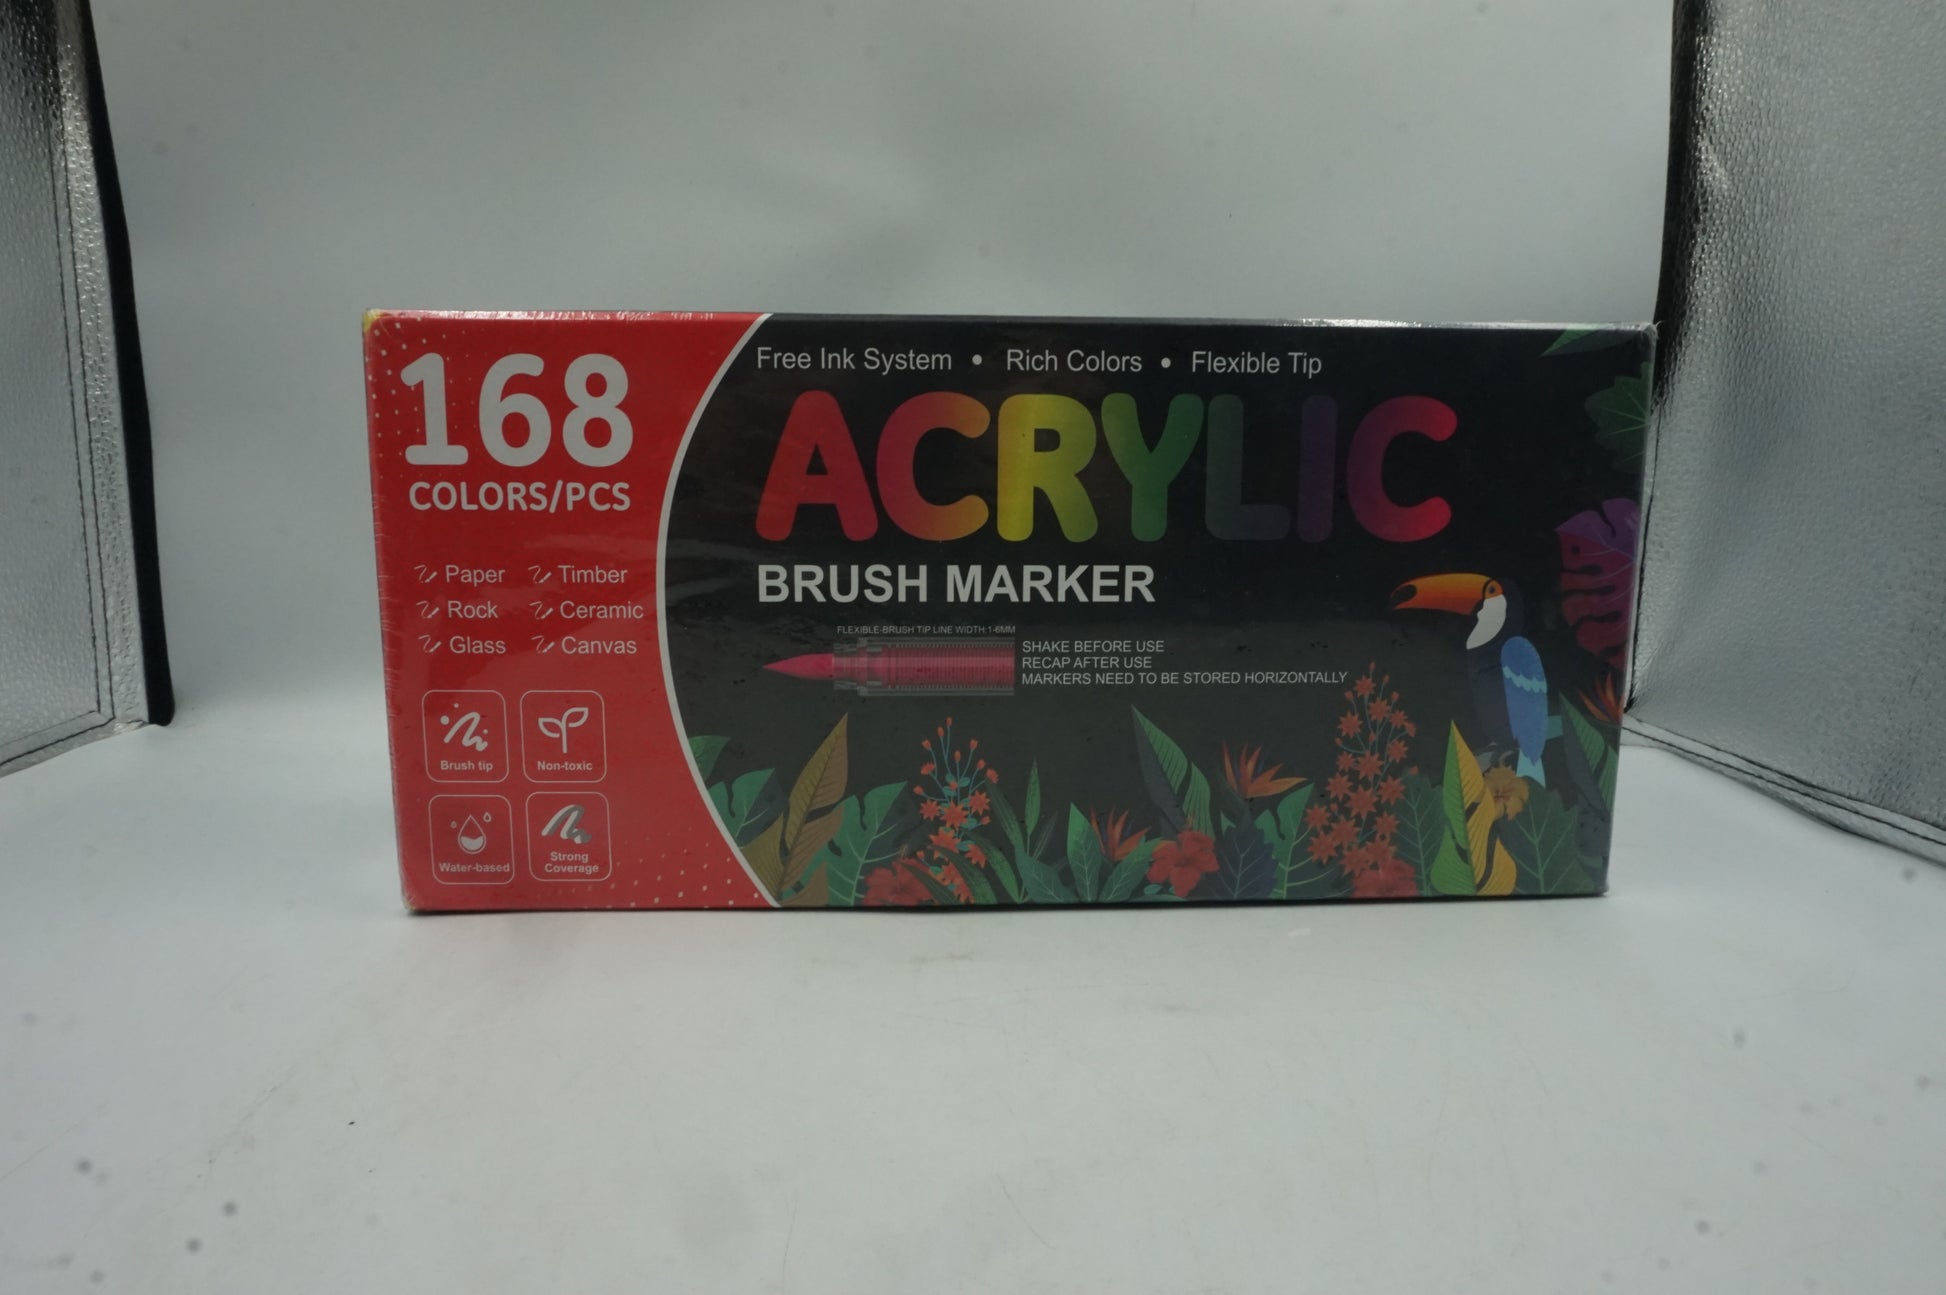 168
COLORS/PCS
Paper Timber
Rock Ceramic
Glass Canvas
Brush tip
Non-toxic
Water-based
Strong
Coverage
Free Ink System • Rich Colors • Flexible Tip
ACRYLIC
BRUSH MARKER
FLEXIBLE-BRUSH TIP LINE WIDTH:1-6MM
SHAKE BEFORE USE
RECAP AFTER USE
MARKERS NEED TO BE STORED HORIZONTALLY